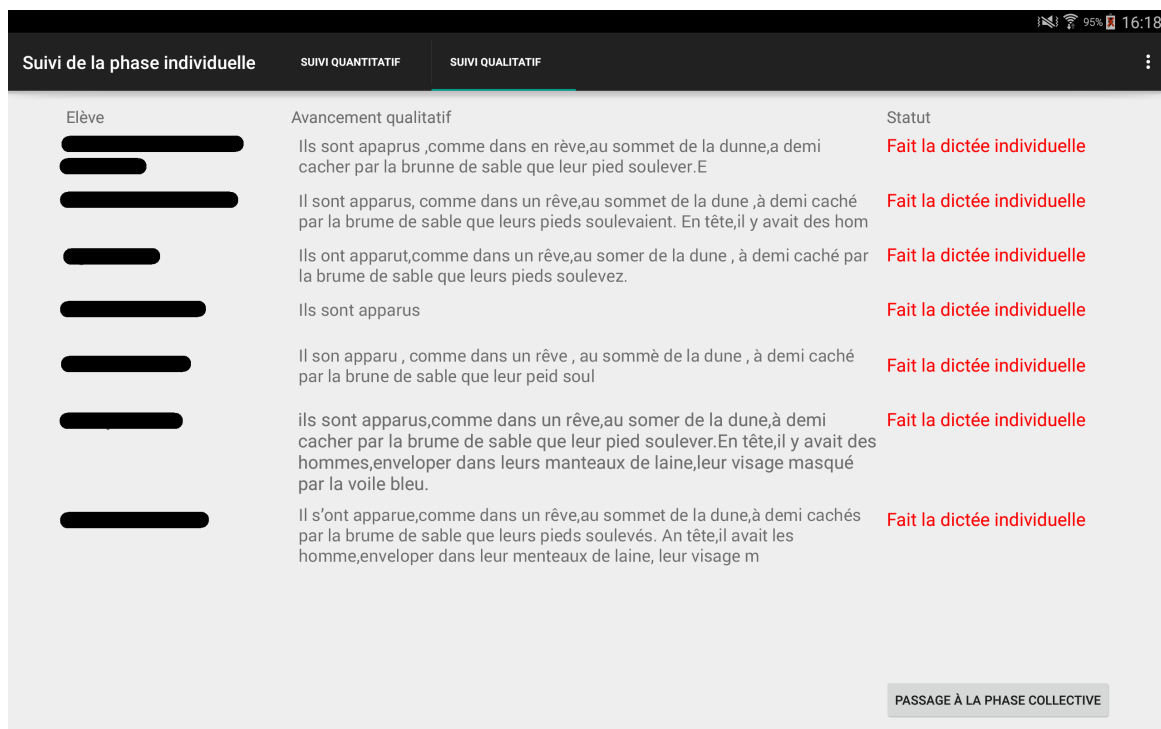 95% 16:18
Suivi de la phase individuelle SUIVI QUANTITATIF SUIVI QUALITATIF
Elève Avancement qualitatif Statut
Ils sont apaprus ,comme dans en rève,au sommet de la dunne,a demi Fait la dictée individuelle
cacher par la brunne de sable que leur pied soulever.E
Il sont apparus, comme dans un rêve,au sommet de la dune ,à demi caché Fait la dictée individuelle
par la brume de sable que leurs pieds soulevaient. En tête,il y avait des hom
Ils ont apparut,comme dans un rêve,au somer de la dune , à demi caché par Fait la dictée individuelle
la brume de sable que leurs pieds soulevez.
Ils sont apparus Fait la dictée individuelle
Il son apparu , comme dans un rêve , au sommè de la dune , à demi caché Fait la dictée individuelle
par la brune de sable que leur peid soul
ils sont apparus,comme dans un rêve,au somer de la dune,à demi Fait la dictée individuelle
cacher par la brume de sable que leur pied soulever.En tête,il y avait des
hommes,enveloper dans leurs manteaux de laine,leur visage masqué
par la voile bleu.
Il s'ont apparue,comme dans un rêve,au sommet de la dune,à demi cachés Fait la dictée individuelle
par la brume de sable que leurs pieds soulevés. An tête,il avait les
homme,enveloper dans leur menteaux de laine, leur visage m
PASSAGE À LA PHASE COLLECTIVE